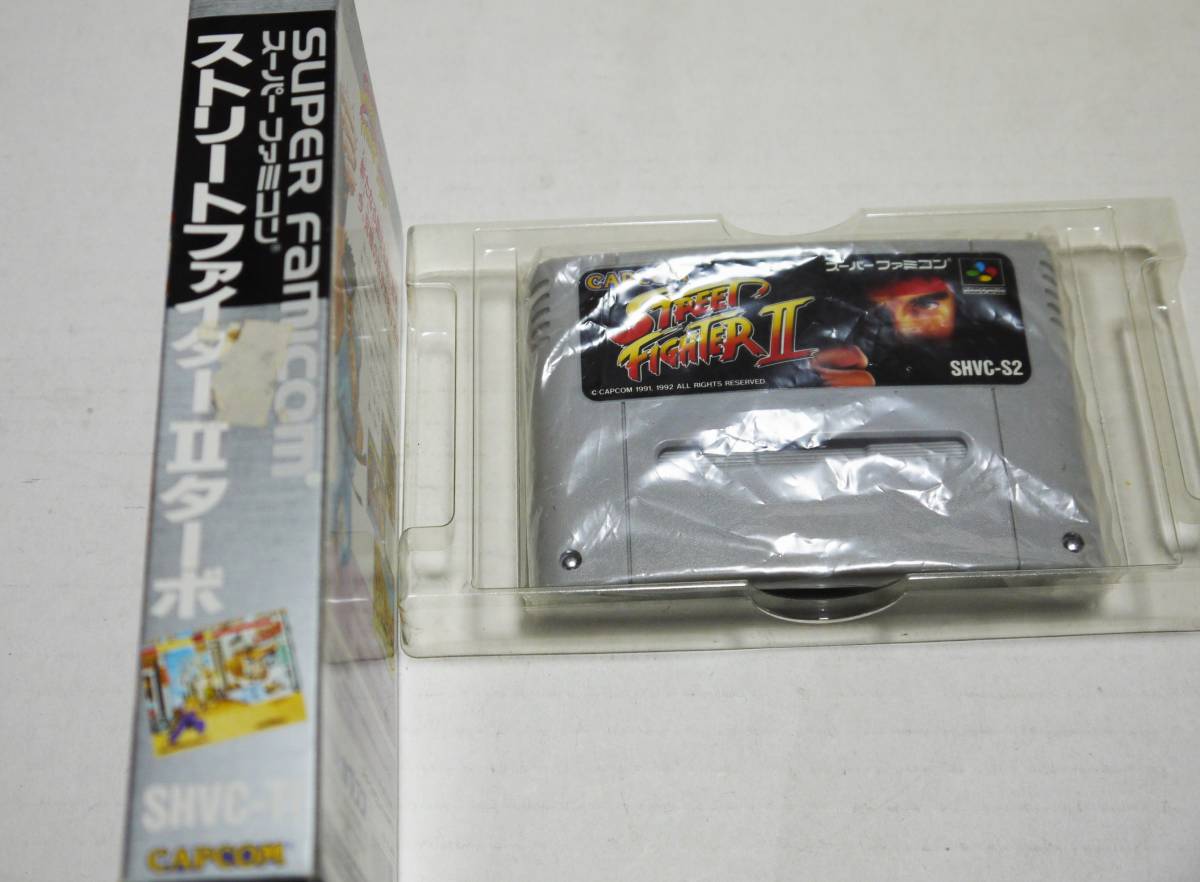 SUPER FAMICOM
スーパーファミコン
ストリートファイターⅡターボ
CAPCOM
スーパーファミコン
STREET
FIGHTER II
SHVC-S2
©CAPCOM 1991, 1992 ALL RIGHTS RESERVED.
SHVC-T
CAPCOM